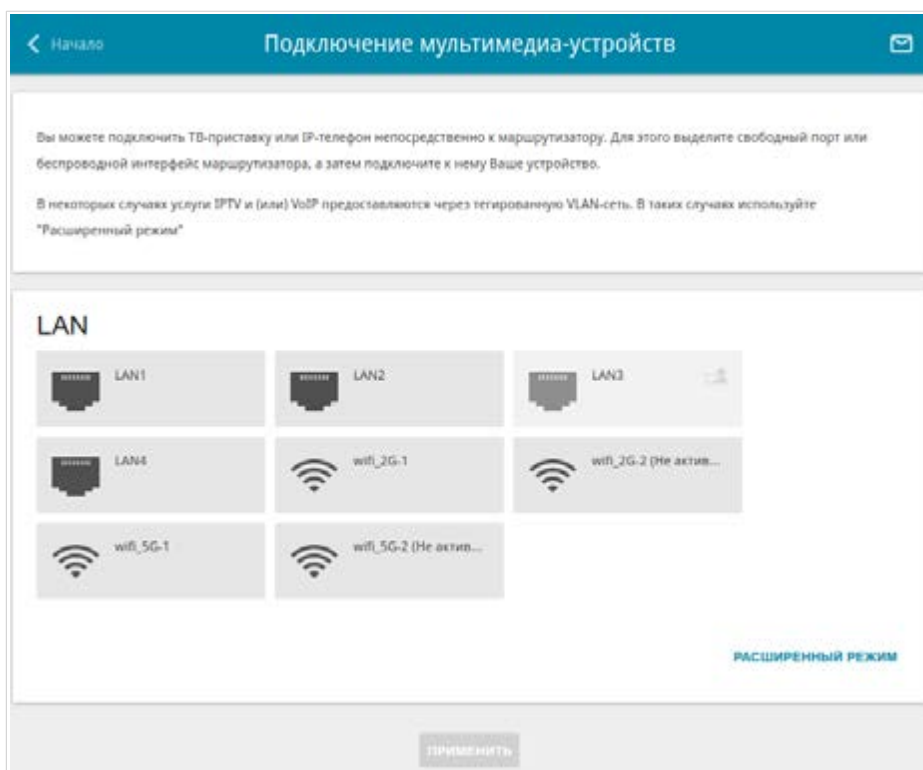 Начало
Подключение мультимедиа-устройств
Вы можете подключить ТВ-приставку или IP-телефон непосредственно к маршрутизатору. Для этого выделите свободный порт или
беспроводной интерфейс маршрутизатора, а затем подключите к нему Ваше устройство.
В некоторых случаях услуги IPTV и (или) VoIP предоставляются через тегированную VLAN-сеть. В таких случаях используйте
"Расширенный режим"
LAN
LAN1
LAN2
LAN3
LAN4
wifi_2G-1
wifi_2G-2 (Не актив...
wifi_5G-1
wifi_5G-2 (Не актив...
РАСШИРЕННЫЙ РЕЖИМ
ПРИМЕНИТЬ